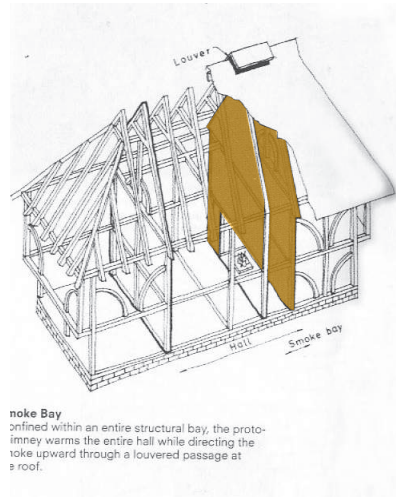 Louver
Hall
Smoke bay
moke Bay
onfined within an entire structural bay, the proto-
imney warms the entire hall while directing the
noke upward through a louvered passage at
e roof.